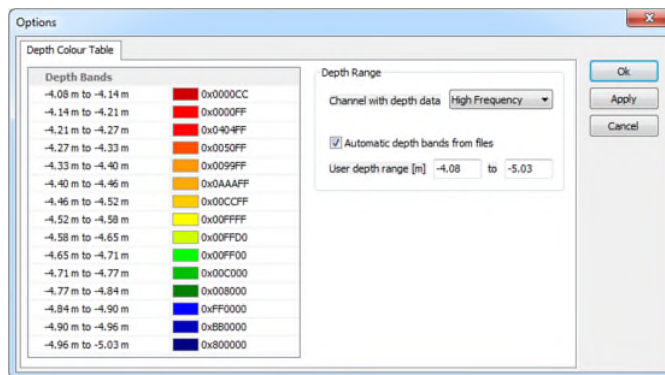 Options
Depth Colour Table
Depth Bands
-4.08 m to -4.14 m 0x0000CC
-4.14 m to -4.21 m 0x0000FF
-4.21 m to -4.27 m 0x0404FF
-4.27 m to -4.33 m 0x0050FF
-4.33 m to -4.40 m 0x0099FF
-4.40 m to -4.46 m 0x0AAAFF
-4.46 m to -4.52 m 0x00CCFF
-4.52 m to -4.58 m 0x00FFFF
-4.58 m to -4.65 m 0x00FFD0
-4.65 m to -4.71 m 0x00FF00
-4.71 m to -4.77 m 0x00C000
-4.77 m to -4.84 m 0x008000
-4.84 m to -4.90 m 0xFF0000
-4.90 m to -4.96 m 0xBB0000
-4.96 m to -5.03 m 0x800000
Depth Range
Channel with depth data High Frequency
Automatic depth bands from files
User depth range [m] -4.08 to -5.03
Ok
Apply
Cancel